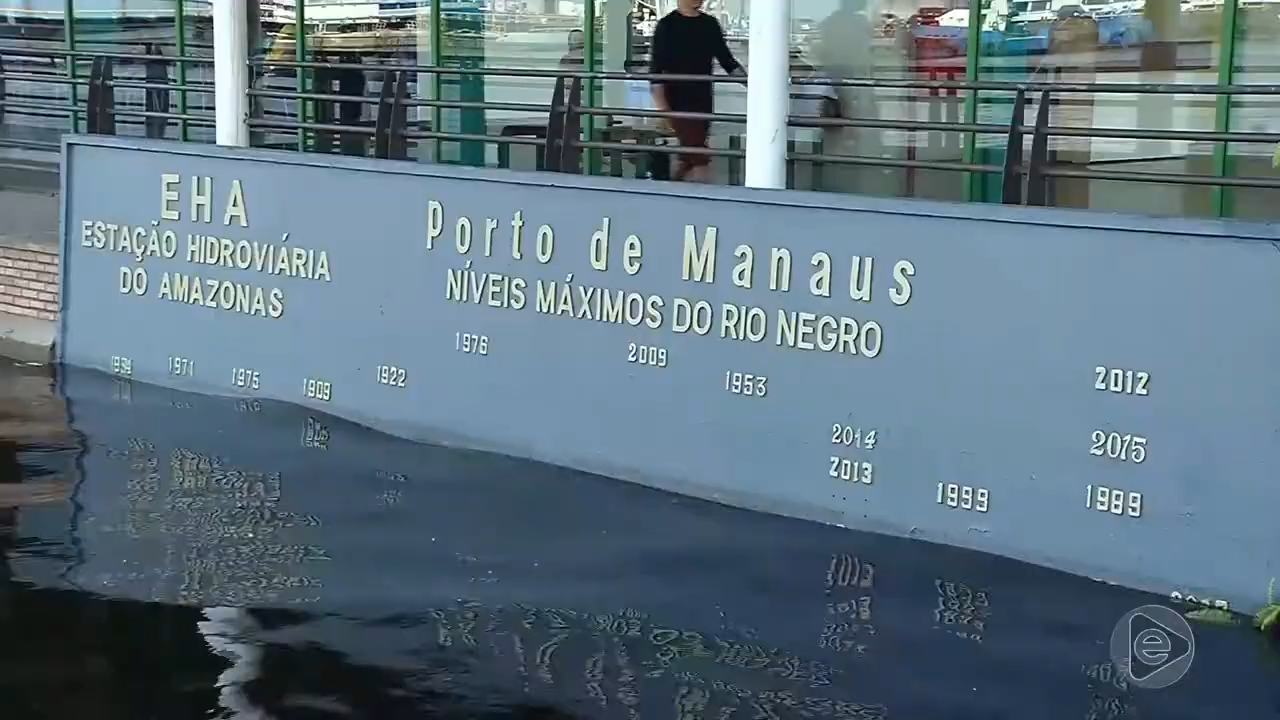 EHA
ESTAÇÃO HIDROVIÁRIA
DO AMAZONAS
Porto de Manaus
NÍVEIS MÁXIMOS DO RIO NEGRO
1971
1975
1909
1922
1976
2009
1953
2014
2013
1999
2012
2015
1989
e